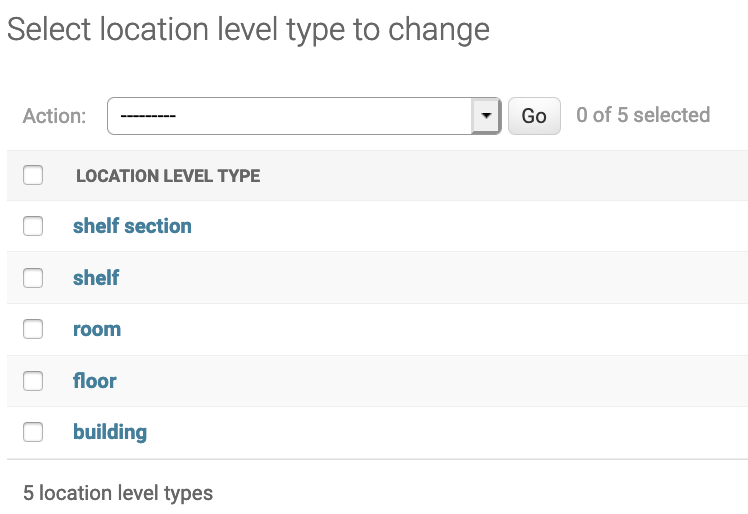 Select location level type to change
Action: --------- Go 0 of 5 selected
LOCATION LEVEL TYPE
shelf section
shelf
room
floor
building
5 location level types